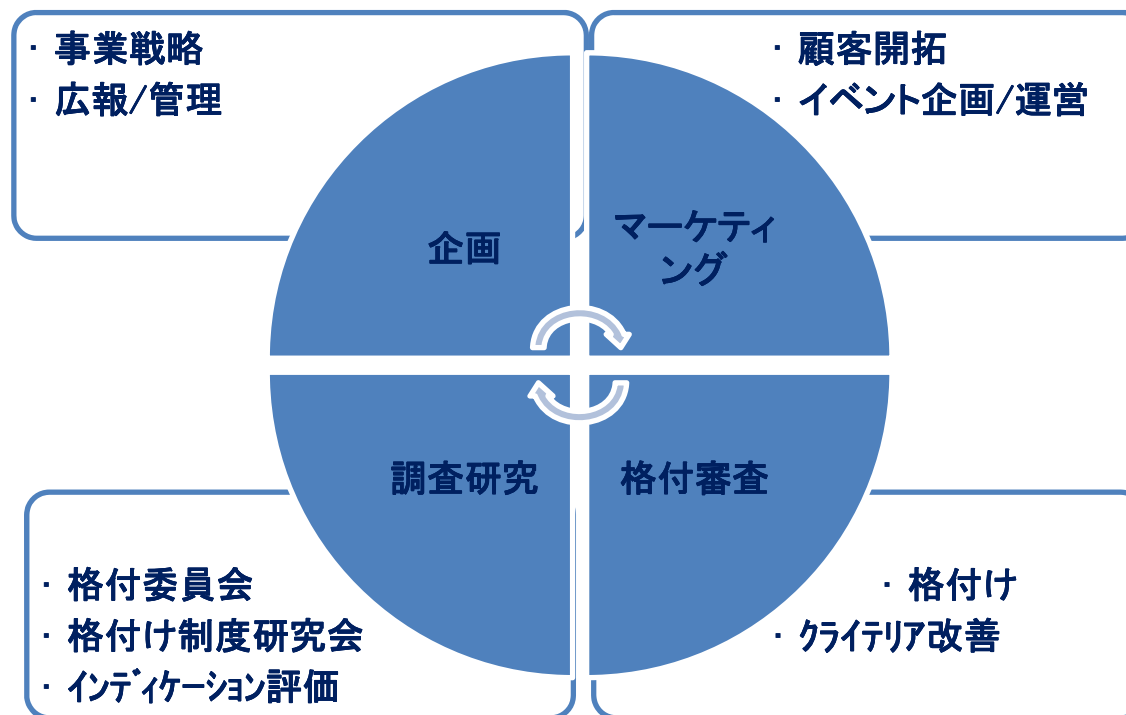 ・ 事業戦略
・ 広報/管理
・ 顧客開拓
・ イベント企画/運営
企画
マーケティ
ング
調査研究
格付審査
・ 格付委員会
・ 格付け制度研究会
・ インディケーション評価
・ 格付け
・ クライテリア改善